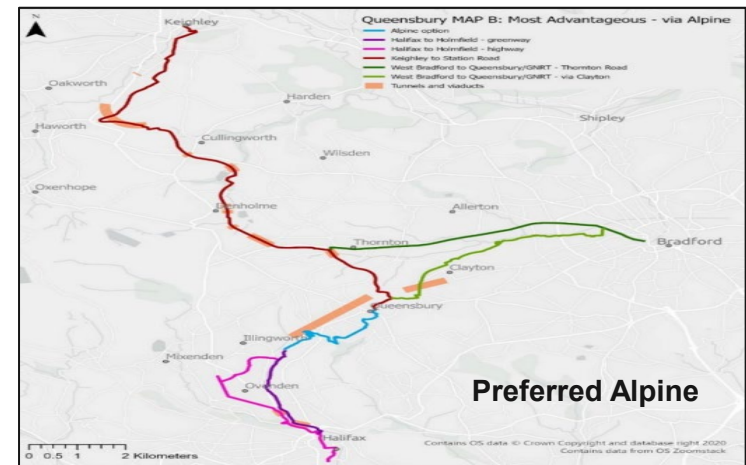 Queensbury MAP B: Most Advantageous - via Alpine
Alpine option
Halifax to Holmfield - greenway
Halifax to Holmfield - highway
Keighley to Station Road
West Bradford to Queensbury/GNRT - Thornton Road
West Bradford to Queensbury/GNRT - via Clayton
Tunnels and viaducts
N
Keighley
Oakworth
Harden
Shipley
Haworth
Cullingworth
Wilsden
Oxenhope
Denholme
Allerton
Thornton
Bradford
Clayton
Queensbury
Illingworth
Mixenden
Ovenden
Preferred Alpine
Halifax
0 0.5 1 2 Kilometers
Contains OS data © Crown Copyright and database right 2020
Contains data from OS Zoomstack